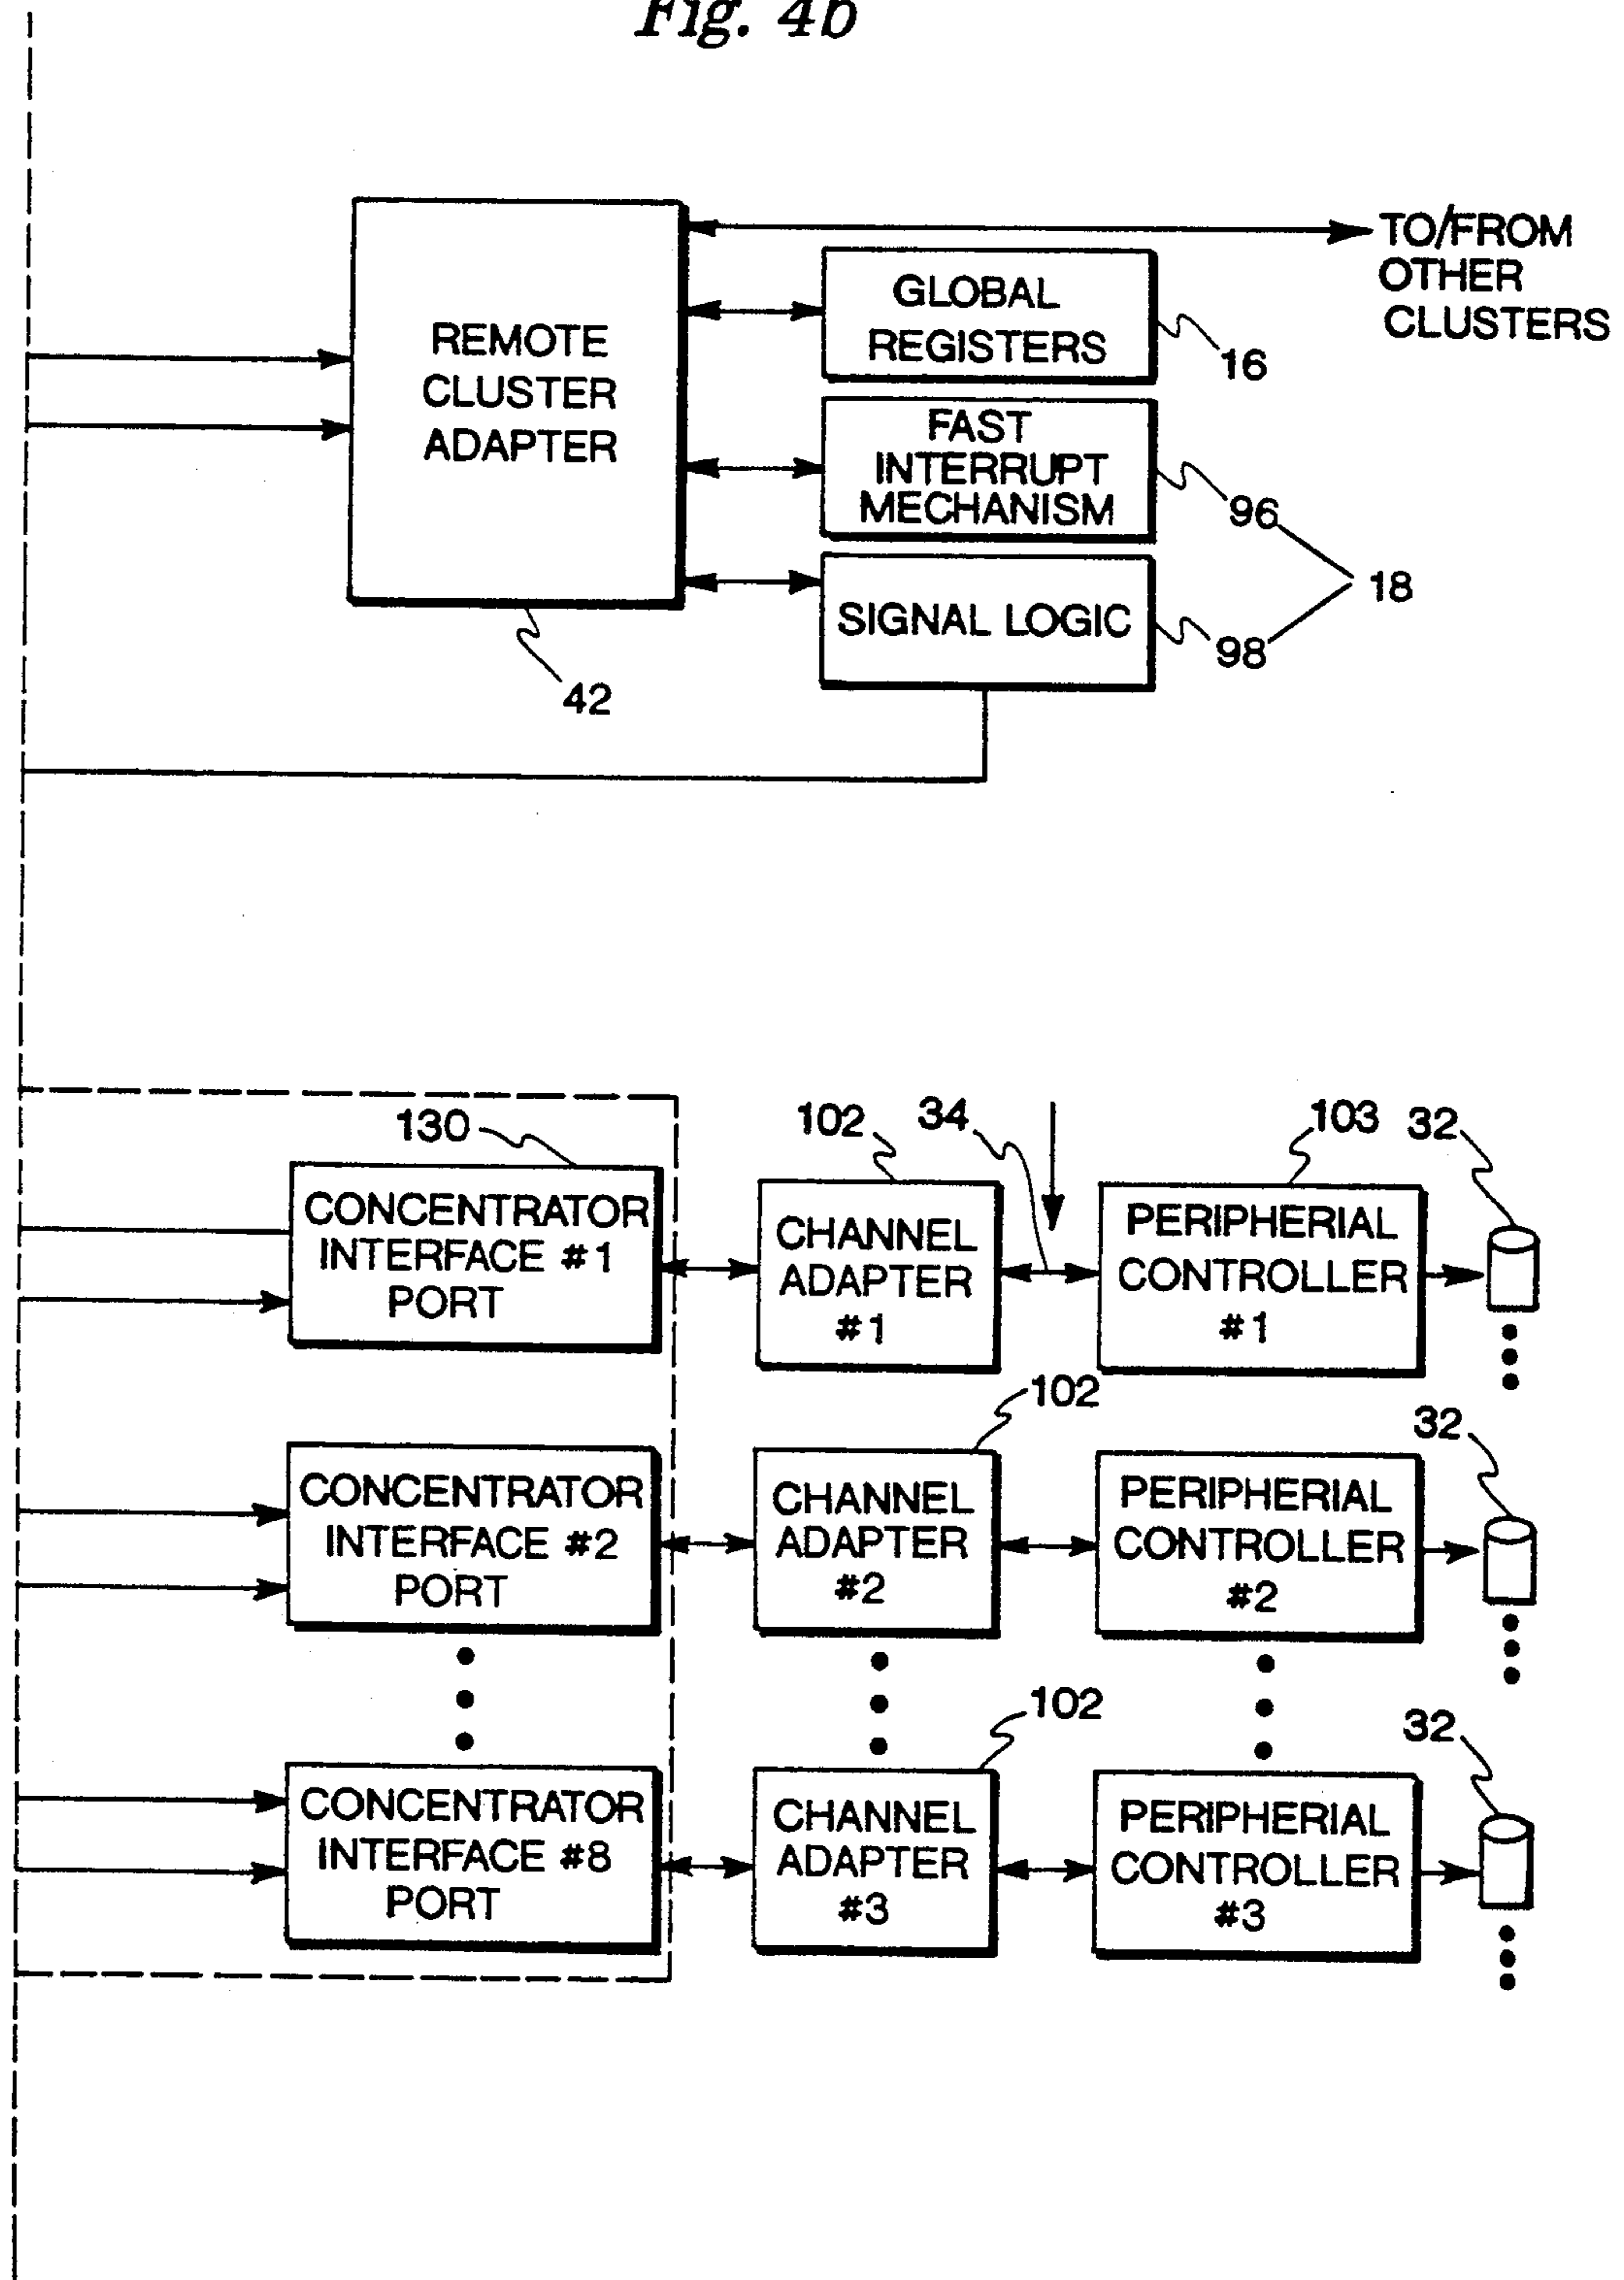 Fig. 4b
TO/FROM
OTHER
CLUSTERS
REMOTE
CLUSTER
ADAPTER
42
GLOBAL
REGISTERS
16
FAST
INTERRUPT
MECHANISM
96
SIGNAL LOGIC
98
18
130
CONCENTRATOR
INTERFACE #1
PORT
102
CHANNEL
ADAPTER
#1
34
103
PERIPHERIAL
CONTROLLER
#1
32
CONCENTRATOR
INTERFACE #2
PORT
102
CHANNEL
ADAPTER
#2
PERIPHERIAL
CONTROLLER
#2
32
CONCENTRATOR
INTERFACE #8
PORT
102
CHANNEL
ADAPTER
#3
PERIPHERIAL
CONTROLLER
#3
32